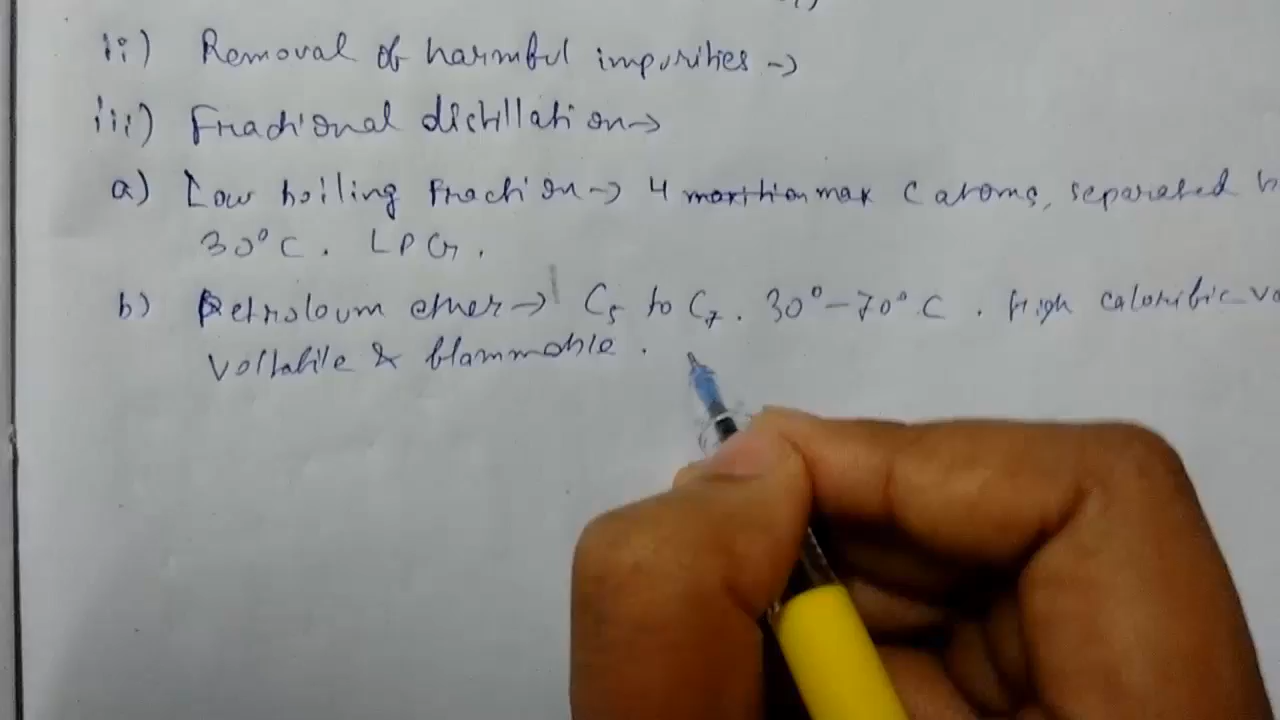 ii) Removal of harmful impurities →
iii) Fractional distillation →
a) Low boiling fraction → 4 max C atoms, separated
30°C. LPG.
b) Petroleum ether → C5 to C7. 30° - 70°C. high calorific
vollatile & flammable.